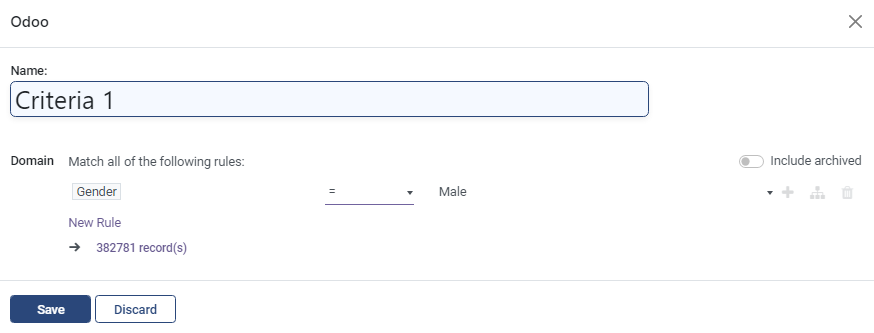 Odoo
Name:
Criteria 1
Domain Match all of the following rules: Include archived
Gender = Male
New Rule
382781 record(s)
Save Discard